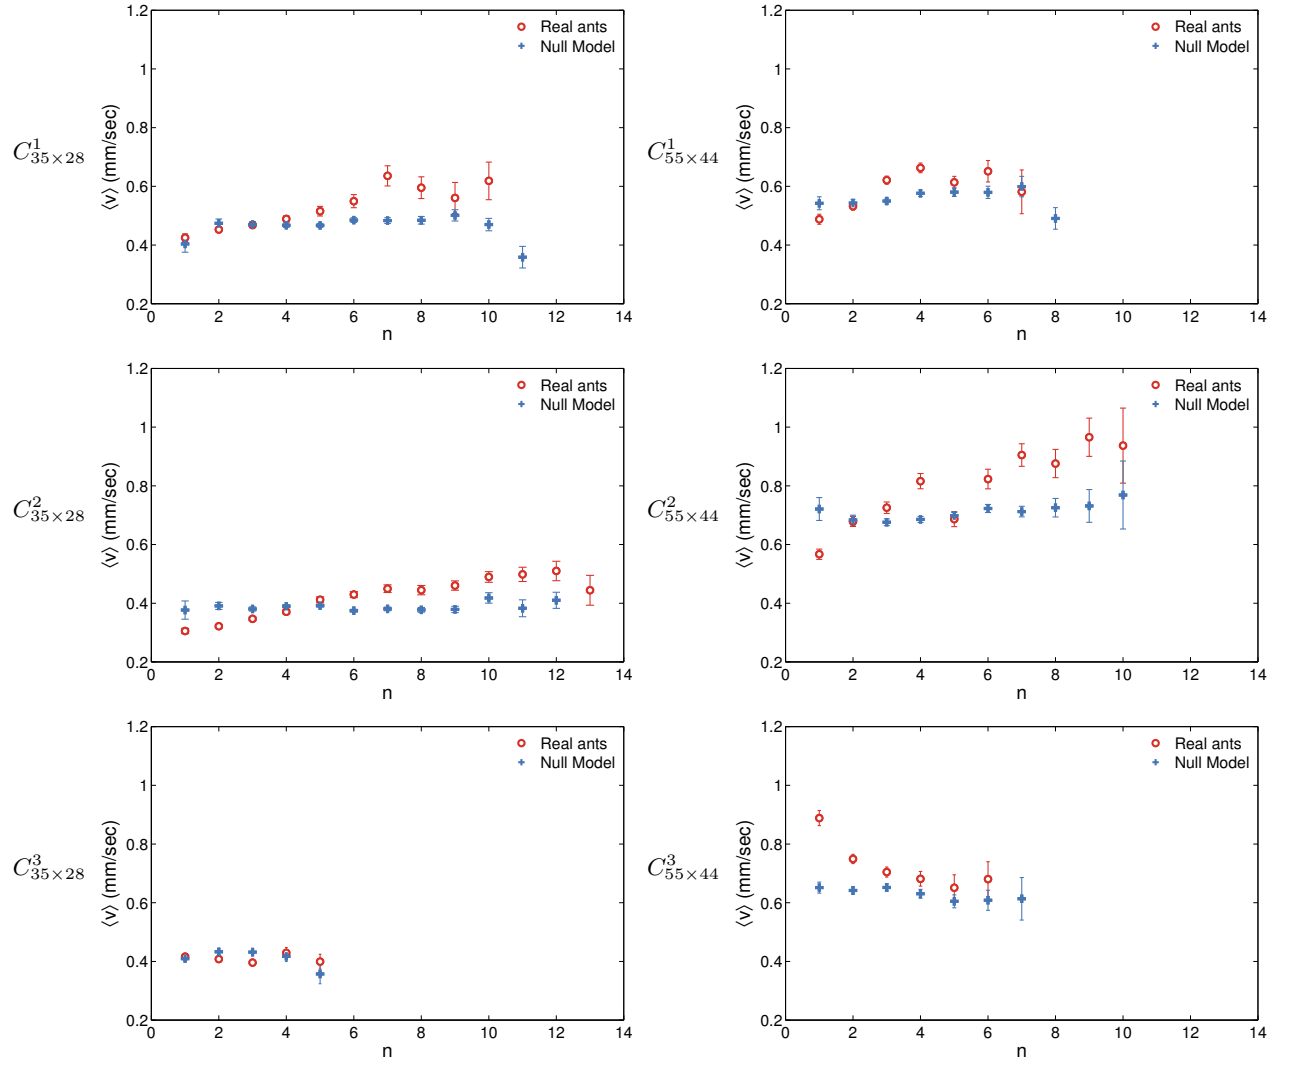 C^1_{35×28}
⟨v⟩ (mm/sec)
1.2
1
0.8
0.6
0.4
0.2
0 2 4 6 8 10 12 14
n
Real ants
Null Model
C^1_{55×44}
⟨v⟩ (mm/sec)
1.2
1
0.8
0.6
0.4
0.2
0 2 4 6 8 10 12 14
n
Real ants
Null Model
C^2_{35×28}
⟨v⟩ (mm/sec)
1.2
1
0.8
0.6
0.4
0.2
0 2 4 6 8 10 12 14
n
Real ants
Null Model
C^2_{55×44}
⟨v⟩ (mm/sec)
1.2
1
0.8
0.6
0.4
0.2
0 2 4 6 8 10 12 14
n
Real ants
Null Model
C^3_{35×28}
⟨v⟩ (mm/sec)
1.2
1
0.8
0.6
0.4
0.2
0 2 4 6 8 10 12 14
n
Real ants
Null Model
C^3_{55×44}
⟨v⟩ (mm/sec)
1.2
1
0.8
0.6
0.4
0.2
0 2 4 6 8 10 12 14
n
Real ants
Null Model